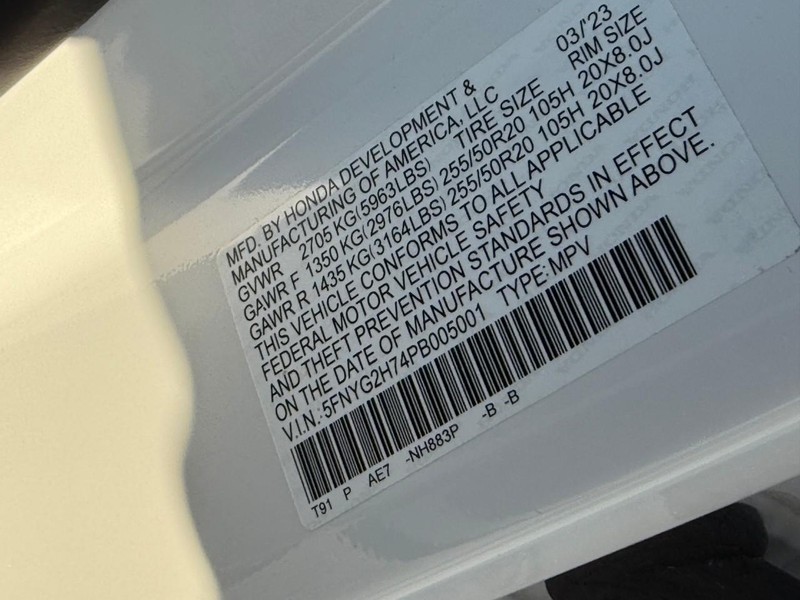 MFD. BY HONDA DEVELOPMENT & 03/'23
MANUFACTURING OF AMERICA, LLC
TIRE SIZE RIM SIZE
GVWR 2705 KG(5963LBS)
GAWR F 1350 KG(2976LBS) 255/50R20 105H 20X8.0J
GAWR R 1435 KG(3164LBS) 255/50R20 105H 20X8.0J
THIS VEHICLE CONFORMS TO ALL APPLICABLE
FEDERAL MOTOR VEHICLE SAFETY
AND THEFT PREVENTION STANDARDS IN EFFECT
ON THE DATE OF MANUFACTURE SHOWN ABOVE.
V.I.N.:5FNYG2H74PB005001 TYPE:MPV
T91 P AE7 -NH883P -B -B